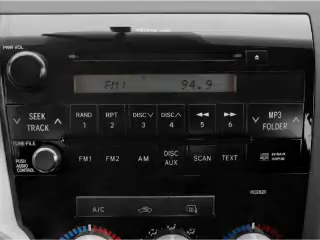 PWR·VOL
FM1 94.9
SEEK TRACK
RAND 1
RPT 2
DISC∨ 3
DISC∧ 4
◀◀ 5
▶▶ 6
MP3 FOLDER
TUNE·FILE
PUSH AUDIO CONTROL
FM1 FM2 AM DISC AUX SCAN TEXT
A/C